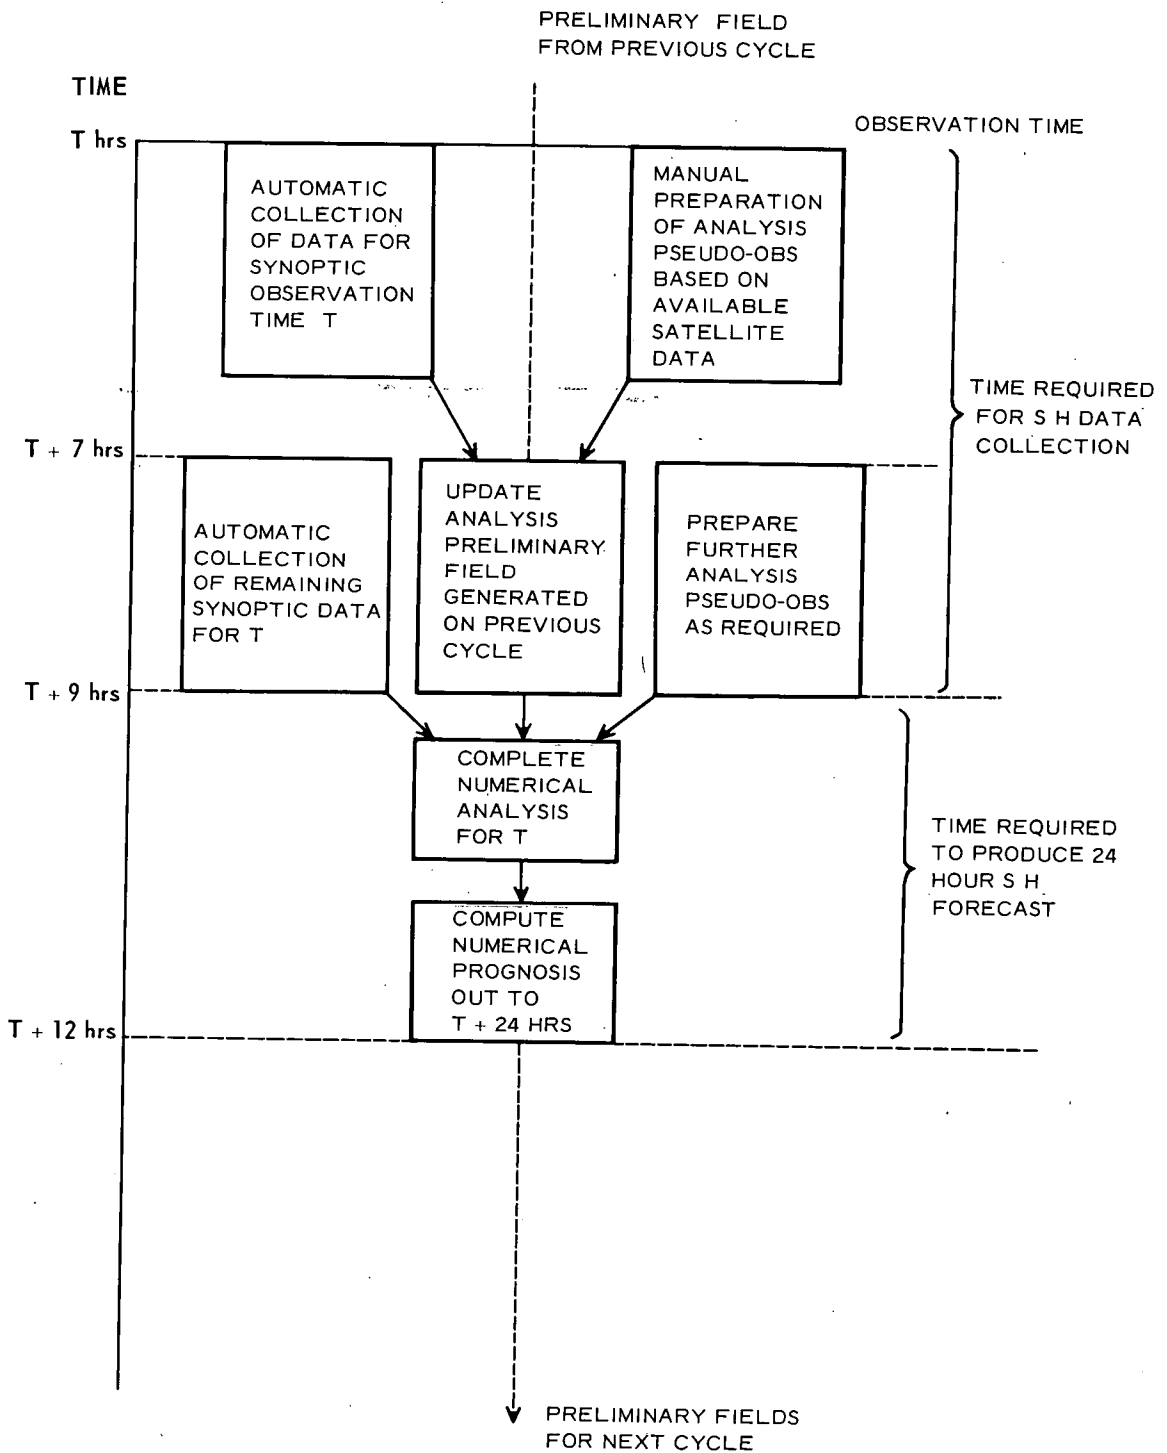 PRELIMINARY FIELD
FROM PREVIOUS CYCLE
TIME
T hrs
OBSERVATION TIME
AUTOMATIC
COLLECTION
OF DATA FOR
SYNOPTIC
OBSERVATION
TIME T
MANUAL
PREPARATION
OF ANALYSIS
PSEUDO-OBS
BASED ON
AVAILABLE
SATELLITE
DATA
TIME REQUIRED
FOR S H DATA
COLLECTION
T + 7 hrs
AUTOMATIC
COLLECTION
OF REMAINING
SYNOPTIC DATA
FOR T
UPDATE
ANALYSIS
PRELIMINARY
FIELD
GENERATED
ON PREVIOUS
CYCLE
PREPARE
FURTHER
ANALYSIS
PSEUDO-OBS
AS REQUIRED
T + 9 hrs
COMPLETE
NUMERICAL
ANALYSIS
FOR T
TIME REQUIRED
TO PRODUCE 24
HOUR S H
FORECAST
COMPUTE
NUMERICAL
PROGNOSIS
OUT TO
T + 24 HRS
T + 12 hrs
PRELIMINARY FIELDS
FOR NEXT CYCLE